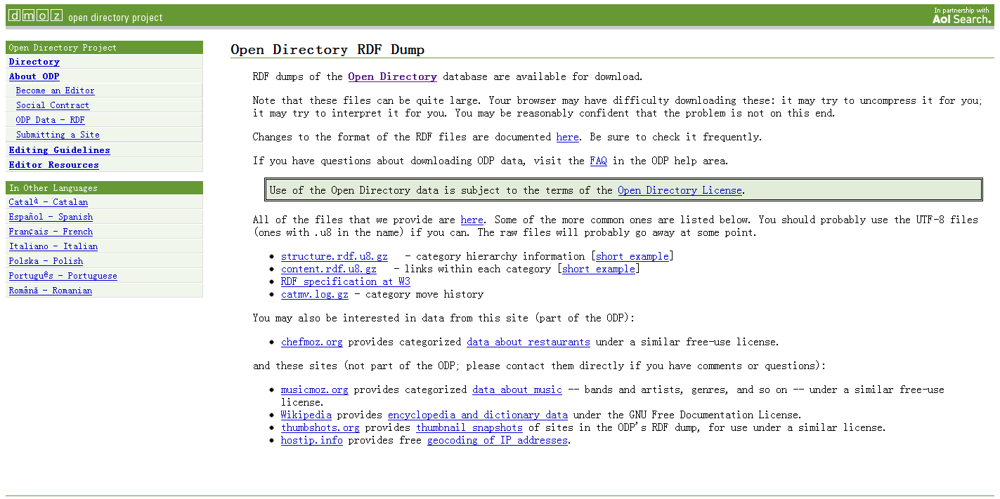 dmoz open directory project
In partnership with
Aol Search.
Open Directory Project
Directory
About ODP
Become an Editor
Social Contract
ODP Data - RDF
Submitting a Site
Editing Guidelines
Editor Resources
In Other Languages
Català - Catalan
Español - Spanish
Français - French
Italiano - Italian
Polska - Polish
Português - Portuguese
Română - Romanian
Open Directory RDF Dump
RDF dumps of the Open Directory database are available for download.
Note that these files can be quite large. Your browser may have difficulty downloading these: it may try to uncompress it for you;
it may try to interpret it for you. You may be reasonably confident that the problem is not on this end.
Changes to the format of the RDF files are documented here. Be sure to check it frequently.
If you have questions about downloading ODP data, visit the FAQ in the ODP help area.
Use of the Open Directory data is subject to the terms of the Open Directory License.
All of the files that we provide are here. Some of the more common ones are listed below. You should probably use the UTF-8 files
(ones with .u8 in the name) if you can. The raw files will probably go away at some point.
• structure.rdf.u8.gz - category hierarchy information [short example]
• content.rdf.u8.gz - links within each category [short example]
• RDF specification at W3
• catmv.log.gz - category move history
You may also be interested in data from this site (part of the ODP):
• chefmoz.org provides categorized data about restaurants under a similar free-use license.
and these sites (not part of the ODP; please contact them directly if you have comments or questions):
• musicmoz.org provides categorized data about music -- bands and artists, genres, and so on -- under a similar free-use
license.
• Wikipedia provides encyclopedia and dictionary data under the GNU Free Documentation License.
• thumbshots.org provides thumbnail snapshots of sites in the ODP's RDF dump, for use under a similar license.
• hostip.info provides free geocoding of IP addresses.